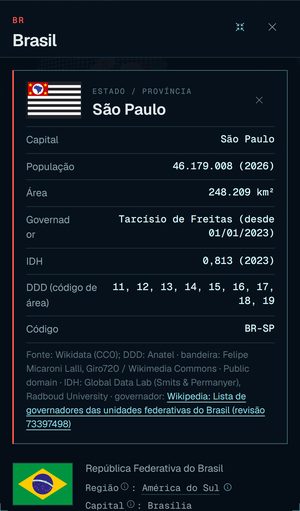 BR
Brasil
ESTADO / PROVÍNCIA
São Paulo
Capital São Paulo
População 46.179.008 (2026)
Área 248.209 km²
Governad Tarcísio de Freitas (desde
or 01/01/2023)
IDH 0,813 (2023)
DDD (código de 11, 12, 13, 14, 15, 16, 17,
área) 18, 19
Código BR-SP
Fonte: Wikidata (CC0); DDD: Anatel · bandeira: Felipe
Micaroni Lalli, Giro720 / Wikimedia Commons · Public
domain · IDH: Global Data Lab (Smits & Permanyer),
Radboud University · governador: Wikipedia: Lista de
governadores das unidades federativas do Brasil (revisão
73397498)
República Federativa do Brasil
Região : América do Sul
Capital : Brasília